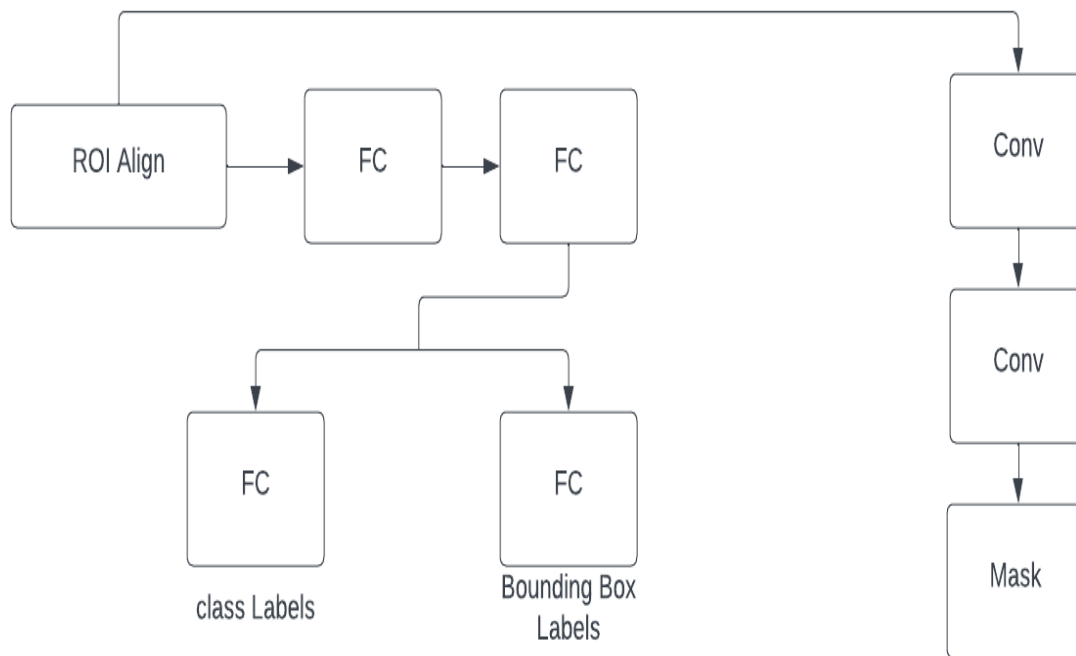 ROI Align
FC
FC
Conv
Conv
FC
FC
class Labels
Bounding Box
Labels
Mask